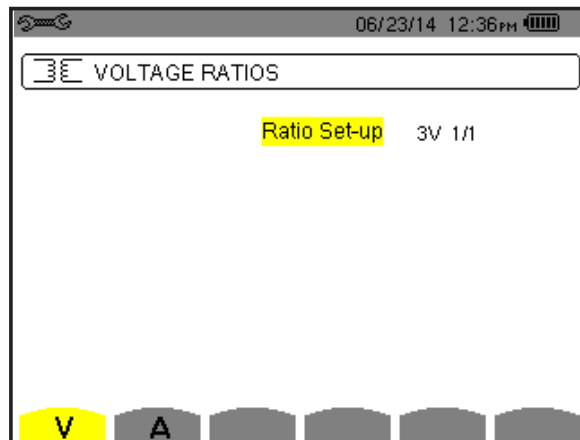 06/23/14 12:36PM
VOLTAGE RATIOS
Ratio Set-up 3V 1/1
V A